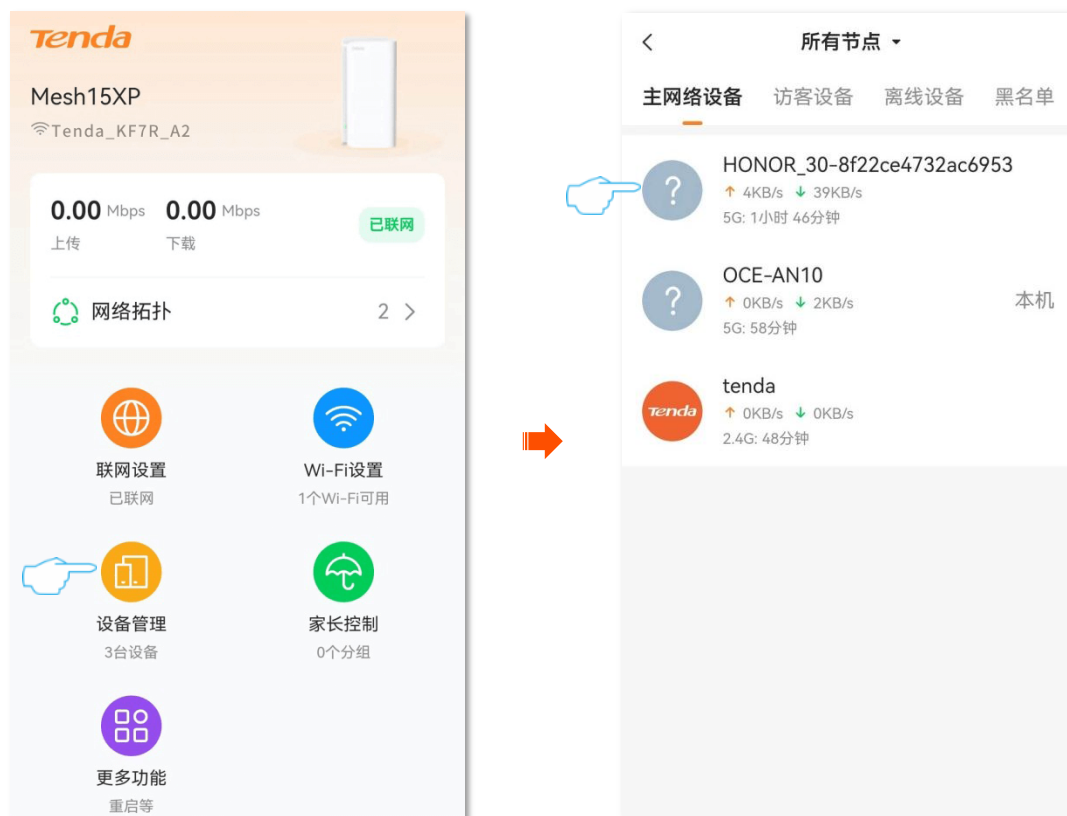 Tenda
Mesh15XP
Tenda_KF7R_A2
0.00 Mbps 0.00 Mbps
上传 下载
已联网
网络拓扑 2
联网设置
已联网
Wi-Fi设置
1个Wi-Fi可用
设备管理
3台设备
家长控制
0个分组
更多功能
重启等
所有节点
主网络设备 访客设备 离线设备 黑名单
HONOR_30-8f22ce4732ac6953
↑ 4KB/s ↓ 39KB/s
5G: 1小时 46分钟
OCE-AN10
↑ 0KB/s ↓ 2KB/s
5G: 58分钟
本机
Tenda
tenda
↑ 0KB/s ↓ 0KB/s
2.4G: 48分钟